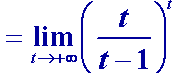 = lim_{t→+∞} (t/(t−1))^t